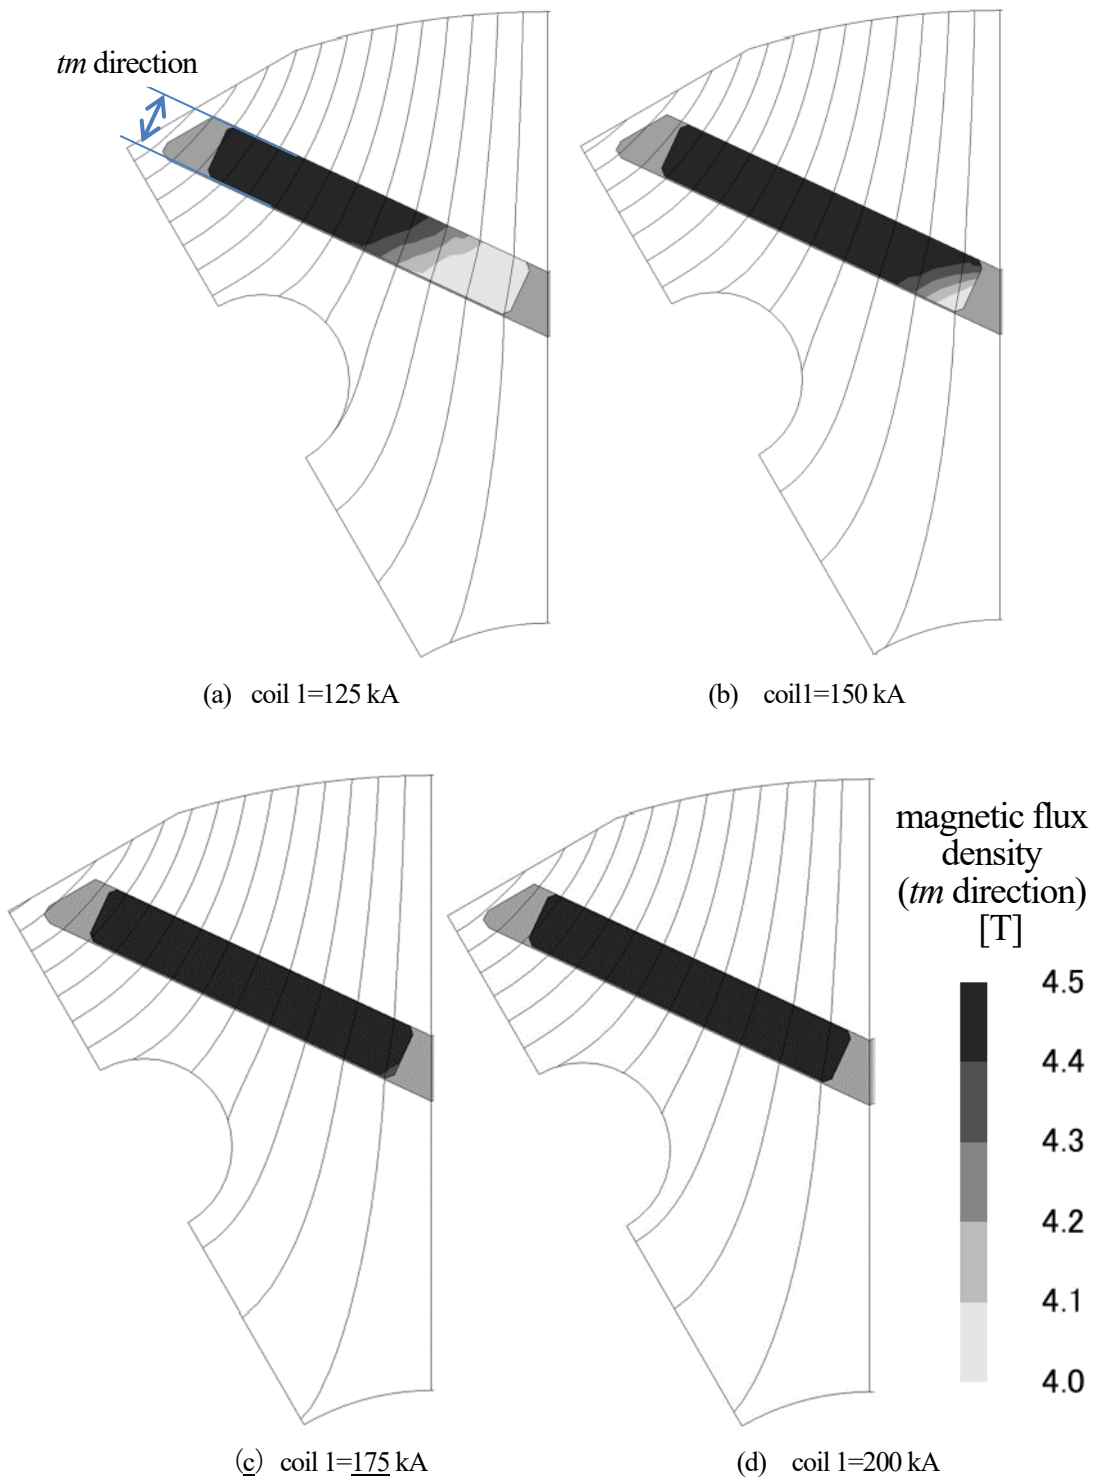 tm direction
(a) coil 1=125 kA
(b) coil1=150 kA
magnetic flux
density
(tm direction)
[T]
4.5
4.4
4.3
4.2
4.1
4.0
(c) coil 1=175 kA
(d) coil 1=200 kA